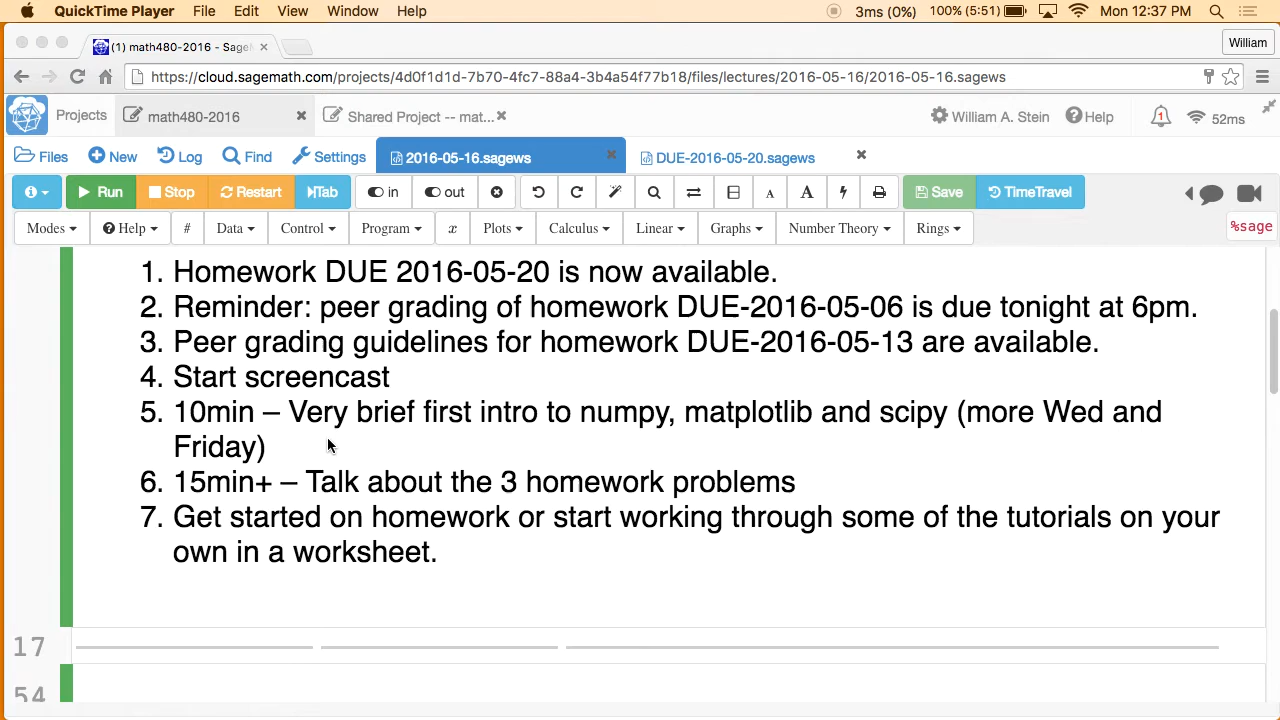 QuickTime Player File Edit View Window Help 3ms (0%) 100% (5:51) Mon 12:37 PM
(1) math480-2016 - Sage
William
https://cloud.sagemath.com/projects/4d0f1d1d-7b70-4fc7-88a4-3b4a54f77b18/files/lectures/2016-05-16/2016-05-16.sagews
Projects math480-2016 Shared Project -- mat... William A. Stein Help 1 52ms
Files New Log Find Settings 2016-05-16.sagews DUE-2016-05-20.sagews
Run Stop Restart Tab in out A A Save TimeTravel
Modes Help # Data Control Program x Plots Calculus Linear Graphs Number Theory Rings %sage
1. Homework DUE 2016-05-20 is now available.
2. Reminder: peer grading of homework DUE-2016-05-06 is due tonight at 6pm.
3. Peer grading guidelines for homework DUE-2016-05-13 are available.
4. Start screencast
5. 10min – Very brief first intro to numpy, matplotlib and scipy (more Wed and
Friday)
6. 15min+ – Talk about the 3 homework problems
7. Get started on homework or start working through some of the tutorials on your
own in a worksheet.
17
54